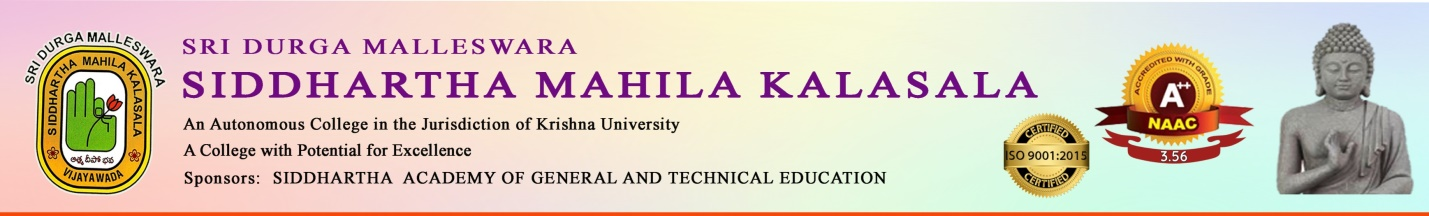 SRI DURGA MALLESWARA
SIDDHARTHA MAHILA KALASALA
ఆత్మ దీపో భవ
VIJAYAWADA
SRI DURGA MALLESWARA
SIDDHARTHA MAHILA KALASALA
An Autonomous College in the Jurisdiction of Krishna University
A College with Potential for Excellence
Sponsors: SIDDHARTHA ACADEMY OF GENERAL AND TECHNICAL EDUCATION
CERTIFIED
ISO 9001:2015
CERTIFIED
ACCREDITED WITH GRADE
A++
NAAC
3.56